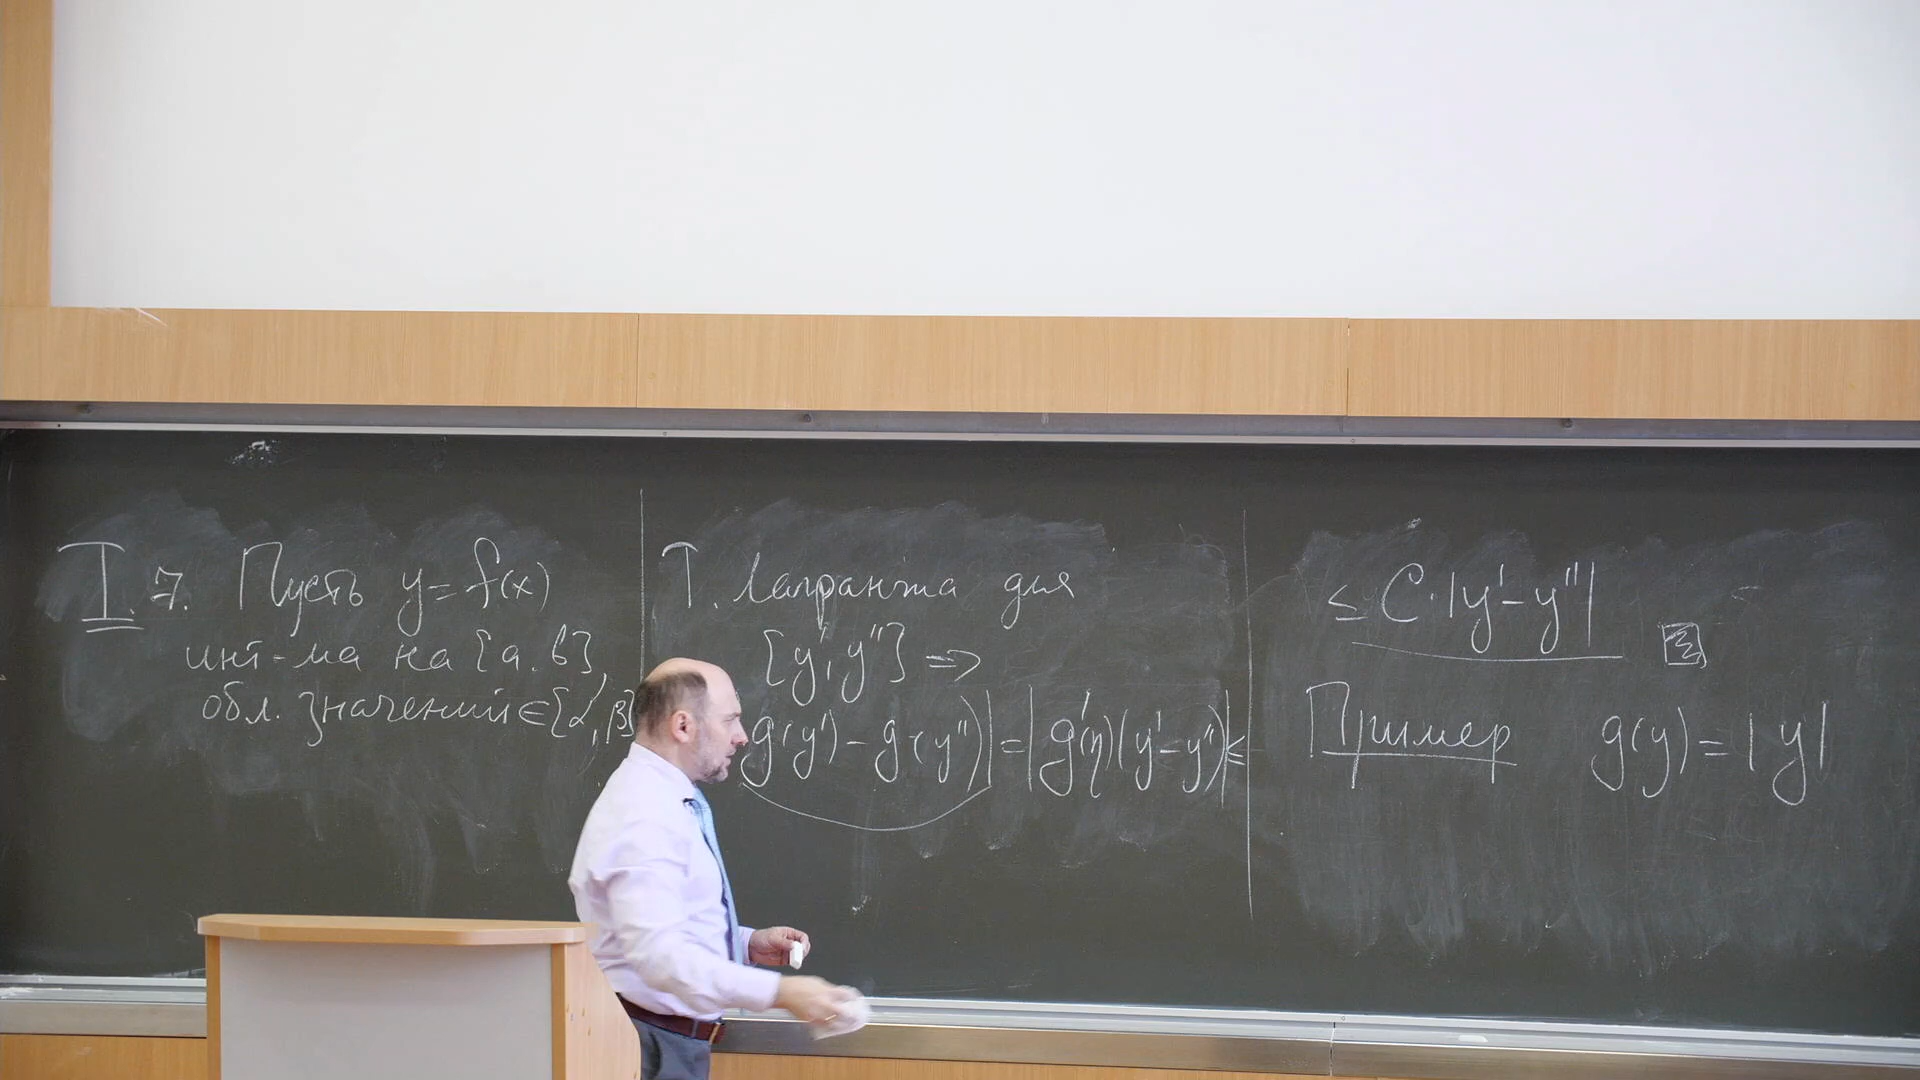 I.7. Пусть y=f(x)
инт-ма на [a,b],
обл. значений ∈ [α,β]
Т. Лагранжа для
[y',y''] ⇒
g(y')-g(y'')|=|g'(η)(y'-y'')|≤
≤ C·|y'-y''|
Пример g(y)=|y|